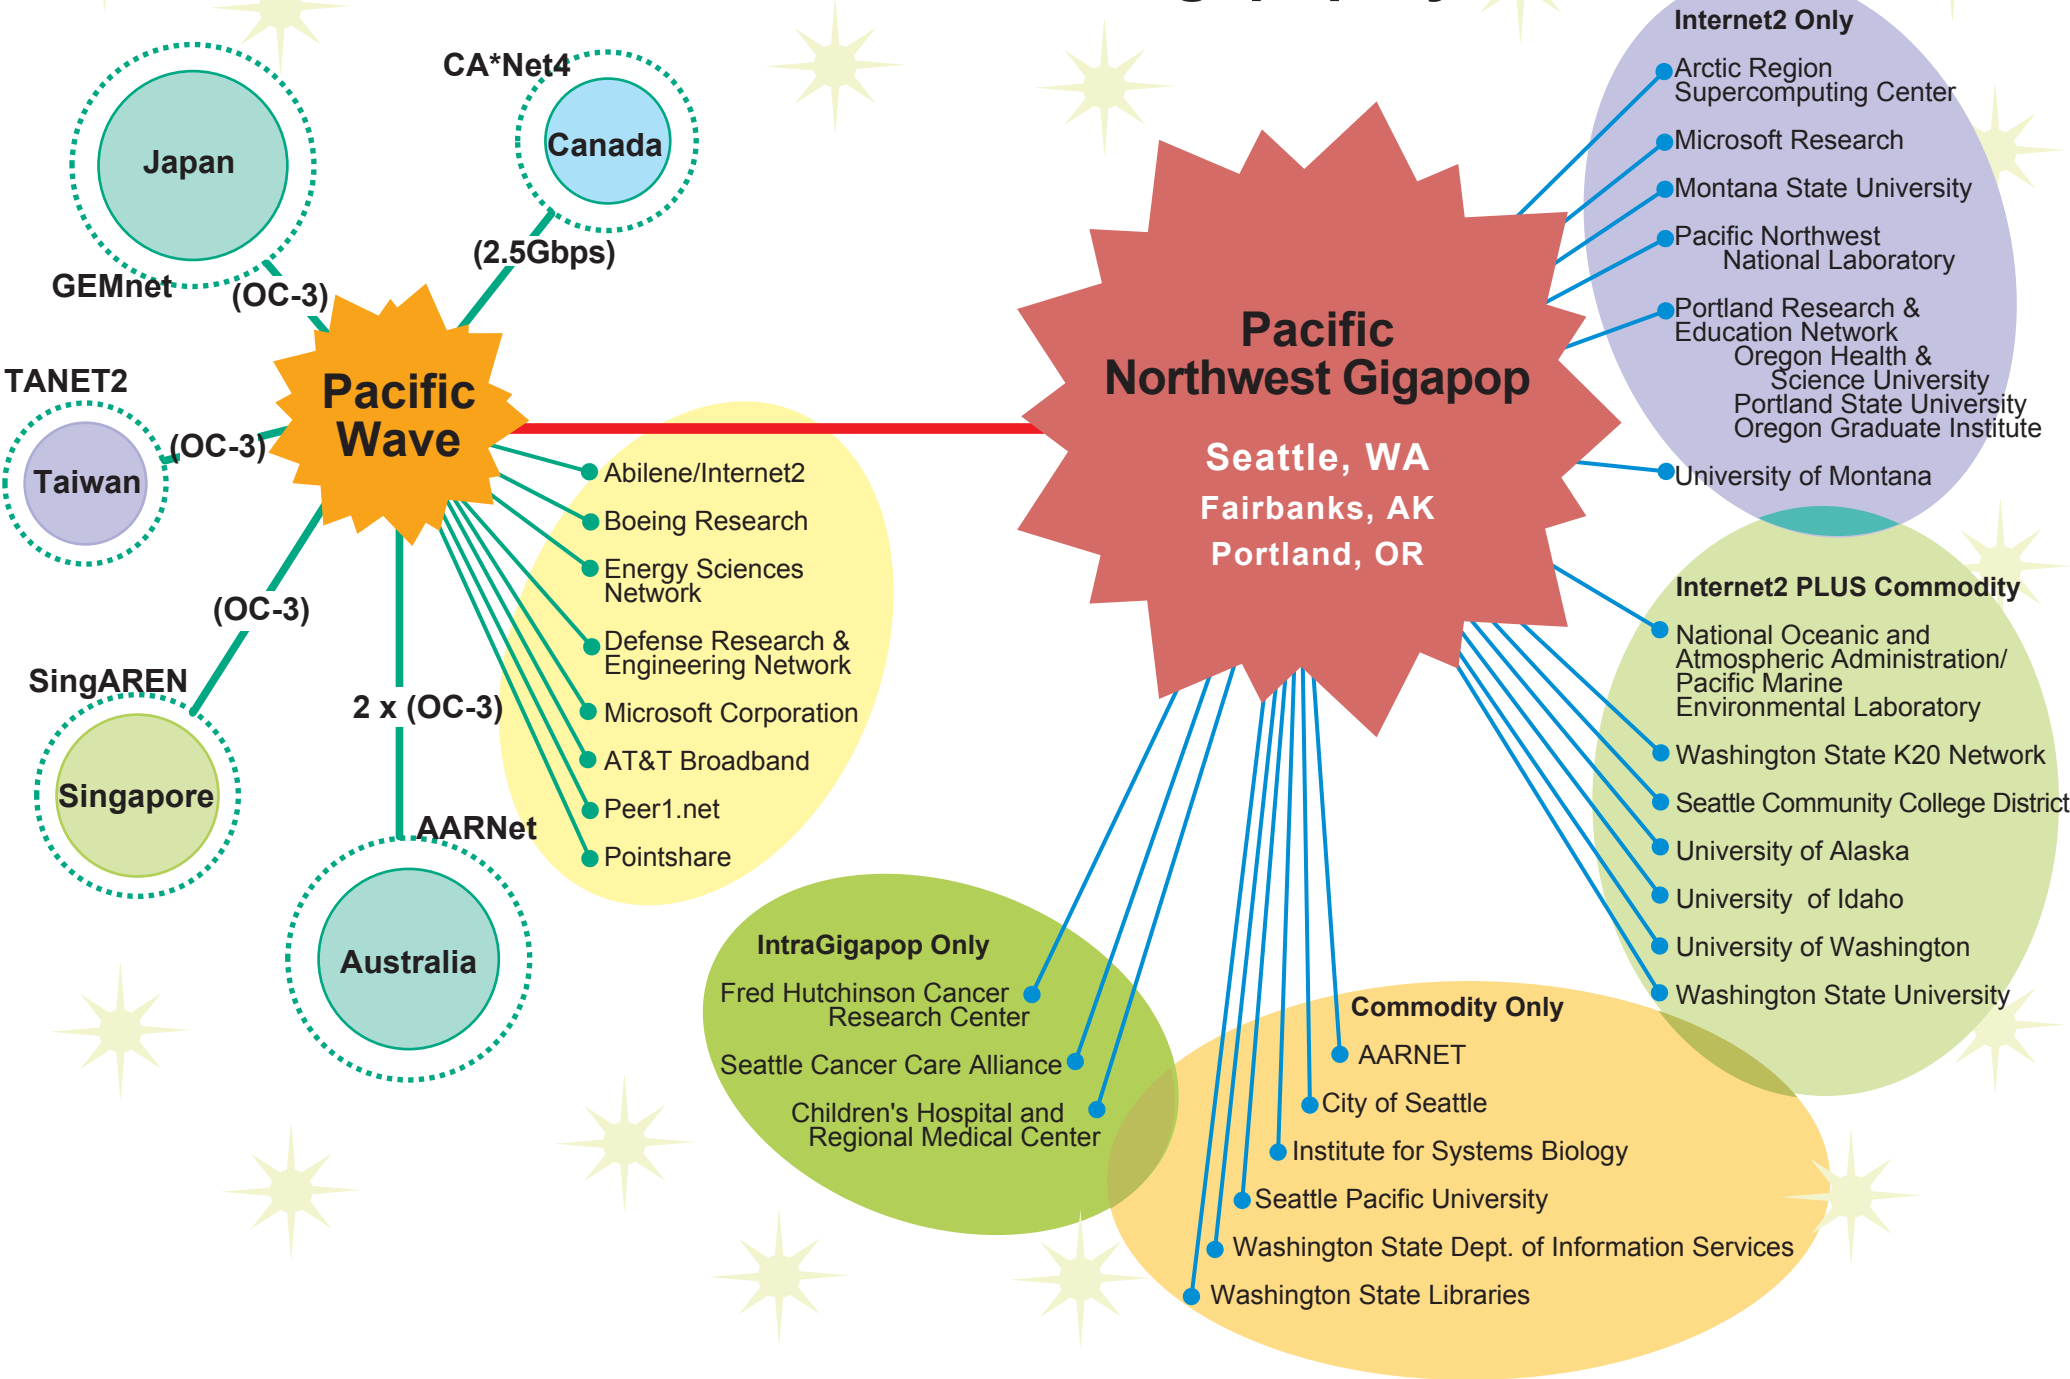 CA*Net4
Canada
(2.5Gbps)
Japan
GEMnet
(OC-3)
TANET2
Taiwan
(OC-3)
Pacific
Wave
(OC-3)
SingAREN
Singapore
2 x (OC-3)
AARNet
Australia
Abilene/Internet2
Boeing Research
Energy Sciences
Network
Defense Research &
Engineering Network
Microsoft Corporation
AT&T Broadband
Peer1.net
Pointshare
Pacific
Northwest Gigapop
Seattle, WA
Fairbanks, AK
Portland, OR
Internet2 Only
Arctic Region
Supercomputing Center
Microsoft Research
Montana State University
Pacific Northwest
National Laboratory
Portland Research &
Education Network
Oregon Health &
Science University
Portland State University
Oregon Graduate Institute
University of Montana
Internet2 PLUS Commodity
National Oceanic and
Atmospheric Administration/
Pacific Marine
Environmental Laboratory
Washington State K20 Network
Seattle Community College District
University of Alaska
University  of Idaho
University of Washington
Washington State University
IntraGigapop Only
Fred Hutchinson Cancer
Research Center
Seattle Cancer Care Alliance
Children's Hospital and
Regional Medical Center
Commodity Only
AARNET
City of Seattle
Institute for Systems Biology
Seattle Pacific University
Washington State Dept. of Information Services
Washington State Libraries